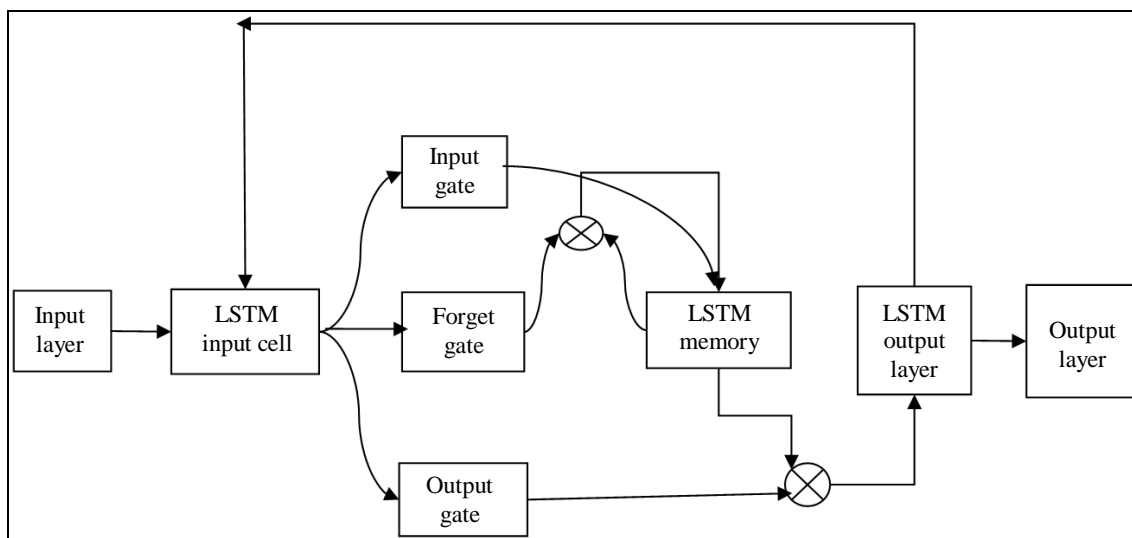 Input
gate
Input
layer
LSTM
input cell
Forget
gate
LSTM
memory
LSTM
output
layer
Output
layer
Output
gate